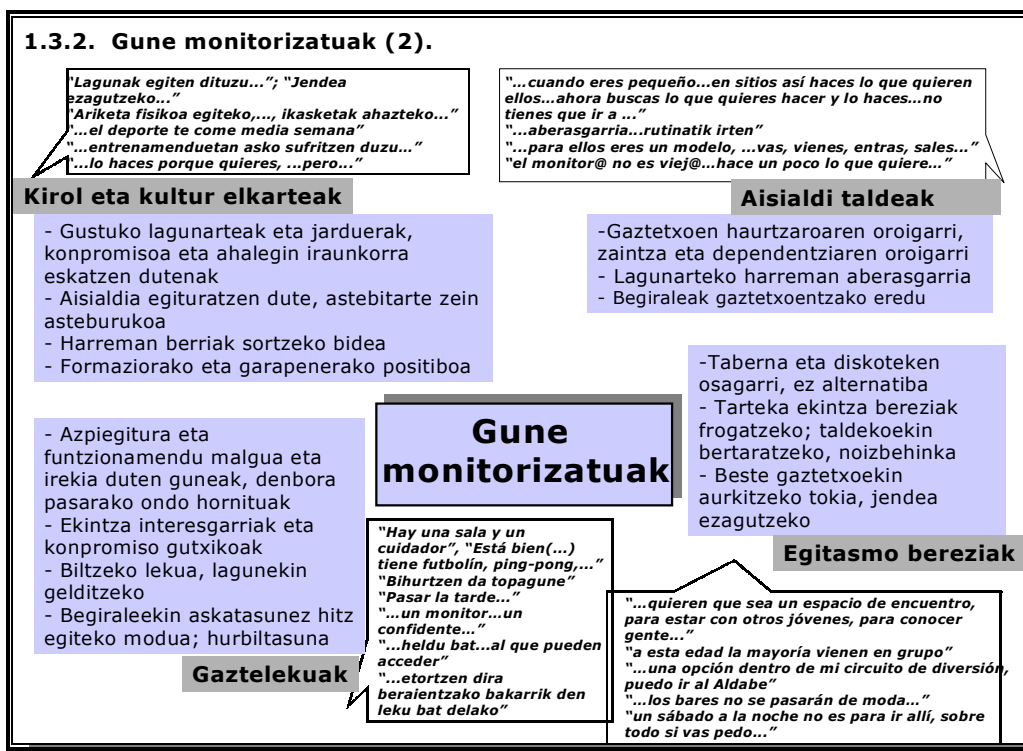 1.3.2. Gune monitorizatuak (2).
“Lagunak egiten dituzu...”; “Jendea
ezagutzeko...”
“Ariketa fisikoa egiteko,..., ikasketak ahazteko...”
“...el deporte te come media semana”
“...entrenamenduetan asko sufritzen duzu...”
“...lo haces porque quieres, ...pero...”
Kirol eta kultur elkarteak
- Gustuko lagunarteak eta jarduerak,
konpromisoa eta ahalegin iraunkorra
eskatzen dutenak
- Aisialdia egituratzen dute, astebitarte zein
asteburukoa
- Harreman berriak sortzeko bidea
- Formaziorako eta garapenerako positiboa
“...cuando eres pequeño...en sitios así haces lo que quieren
ellos...ahora buscas lo que quieres hacer y lo haces...no
tienes que ir a ...”
“...aberasgarria...rutinatik irten”
“...para ellos eres un modelo, ...vas, vienes, entras, sales...”
“el monitor@ no es viej@...hace un poco lo que quiere...”
Aisialdi taldeak
-Gaztetxoen haurtzaroaren oroigarri,
zaintza eta dependentziaren oroigarri
- Lagunarteko harreman aberasgarria
- Begiraleak gaztetxoentzako eredu
Gune
monitorizatuak
- Azpiegitura eta
funtzionamendu malgua eta
irekia duten guneak, denbora
pasarako ondo hornituak
- Ekintza interesgarriak eta
konpromiso gutxikoak
- Biltzeko lekua, lagunekin
gelditzeko
- Begiraleekin askatasunez hitz
egiteko modua; hurbiltasuna
Gaztelekuak
“Hay una sala y un
cuidador”, “Está bien(...)
tiene futbolín, ping-pong,...”
“Bihurtzen da topagune”
“Pasar la tarde...”
“...un monitor...un
confidente...”
“...heldu bat...al que pueden
acceder”
“...etortzen dira
beraientzako bakarrik den
leku bat delako”
-Taberna eta diskoteken
osagarri, ez alternatiba
- Tarteka ekintza bereziak
frogatzeko; taldekoekin
bertaratzeko, noizbehinka
- Beste gaztetxoekin
aurkitzeko tokia, jendea
ezagutzeko
Egitasmo bereziak
“...quieren que sea un espacio de encuentro,
para estar con otros jóvenes, para conocer
gente...”
“a esta edad la mayoría vienen en grupo”
“...una opción dentro de mi circuito de diversión,
puedo ir al Aldabe”
“...los bares no se pasarán de moda...”
“un sábado a la noche no es para ir allí, sobre
todo si vas pedo...”